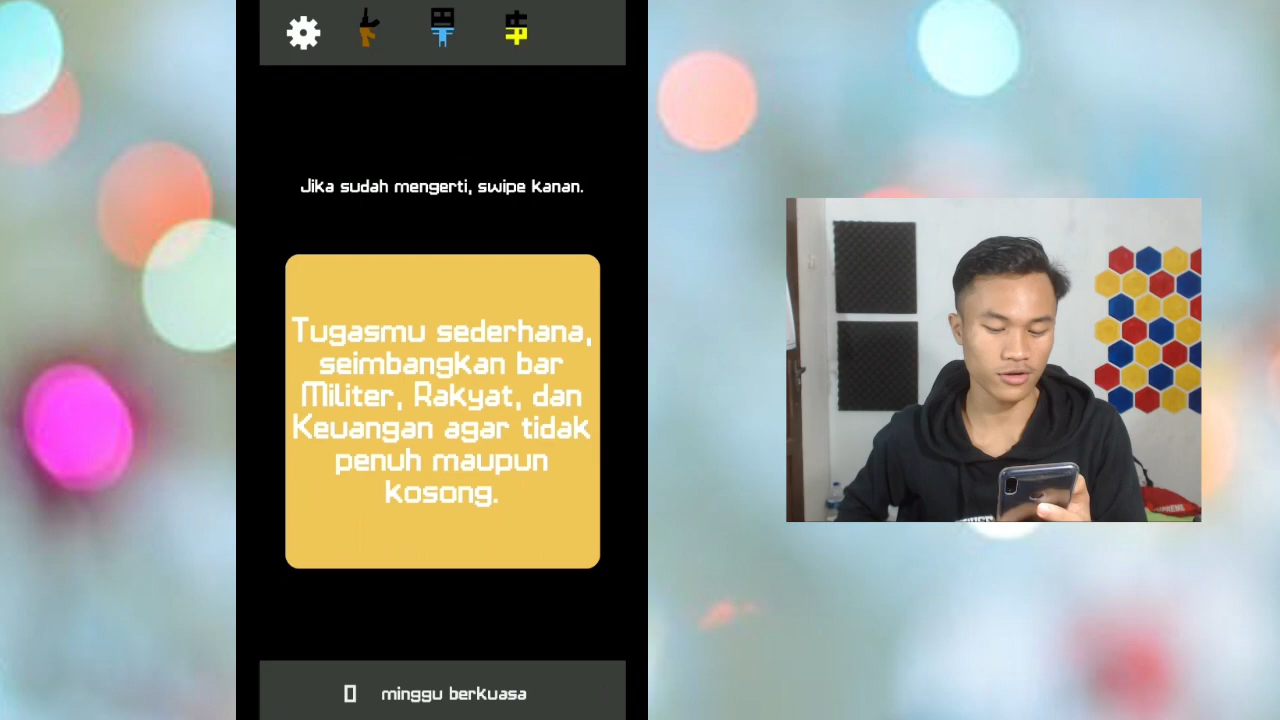 Jika sudah mengerti, swipe kanan.
Tugasmu sederhana,
seimbangkan bar
Militer, Rakyat, dan
Keuangan agar tidak
penuh maupun
kosong.
0 minggu berkuasa